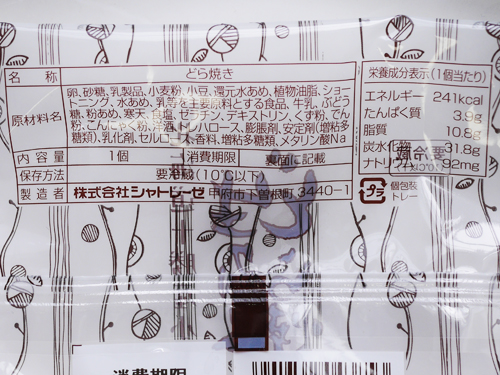 名称 どら焼き
原材料名 卵、砂糖、乳製品、小麦粉、小豆、還元水あめ、植物油脂、ショー
トニング、水あめ、乳等を主要原料とする食品、牛乳、ぶどう
糖、粉あめ、寒天、食塩、ゼラチン、デキストリン、くず粉、でん
粉、こんにゃく粉、洋酒、トレハロース、膨脹剤、安定剤(増粘多
糖類)、乳化剤、セルロース、香料、増粘多糖類、メタリン酸Na
内容量 1個 消費期限 裏面に記載
保存方法 要冷蔵(10℃以下)
製造者 株式会社シャトレーゼ 甲府市下曽根町3440-1
栄養成分表示(1個当り)
エネルギー 241kcal
たんぱく質 3.9g
脂質 10.8g
炭水化物 31.8g
ナトリウム 92mg
プラ
個包装
トレー
消費期限